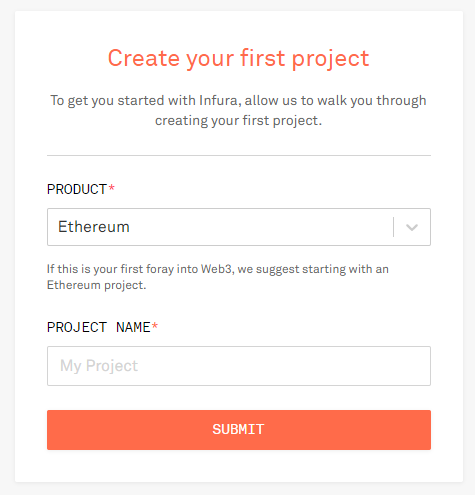 Create your first project
To get you started with Infura, allow us to walk you through
creating your first project.
PRODUCT*
Ethereum
If this is your first foray into Web3, we suggest starting with an
Ethereum project.
PROJECT NAME*
My Project
SUBMIT